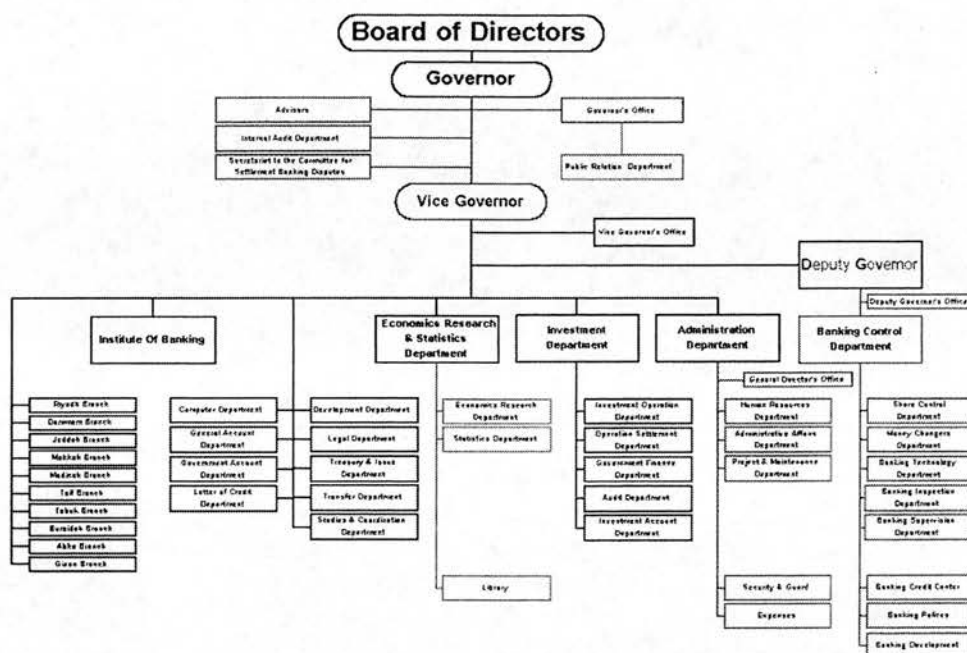 Board of Directors
Governor
Advisors
Governor's Office
Internal Audit Department
Secretariat to the Committee for
Settlement Banking Disputes
Public Relation Department
Vice Governor
Vice Governor's Office
Deputy Governor
Deputy Governor's Office
Institute Of Banking
Economics Research
& Statistics
Department
Investment
Department
Administration
Department
Banking Control
Department
General Director's Office
Riyadh Branch
Dammam Branch
Jeddah Branch
Makkah Branch
Madinah Branch
Taif Branch
Tabuk Branch
Buraidah Branch
Abha Branch
Gizan Branch
Computer Department
General Account
Department
Government Account
Department
Letter of Credit
Department
Development Department
Legal Department
Treasury & Issue
Department
Transfer Department
Studies & Coordination
Department
Economics Research
Department
Statistics Department
Library
Investment Operation
Department
Operation Settlement
Department
Government Finance
Department
Audit Department
Investment Account
Department
Human Resources
Department
Administrative Affairs
Department
Project & Maintenance
Department
Security & Guard
Expenses
Share Control
Department
Money Changers
Department
Banking Technology
Department
Banking Inspection
Department
Banking Supervision
Department
Banking Credit Center
Banking Polices
Banking Development